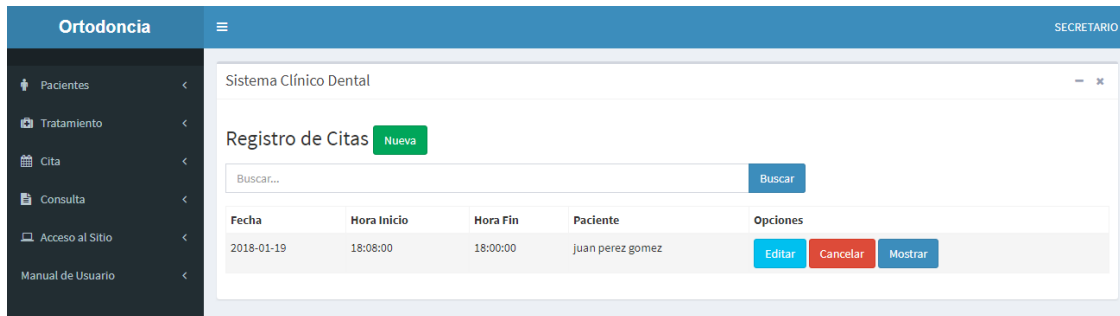 Ortodoncia
SECRETARIO
Pacientes
Tratamiento
Cita
Consulta
Acceso al Sitio
Manual de Usuario
Sistema Clínico Dental
Registro de Citas Nueva
Buscar... Buscar
Fecha Hora Inicio Hora Fin Paciente Opciones
2018-01-19 18:08:00 18:00:00 juan perez gomez Editar Cancelar Mostrar